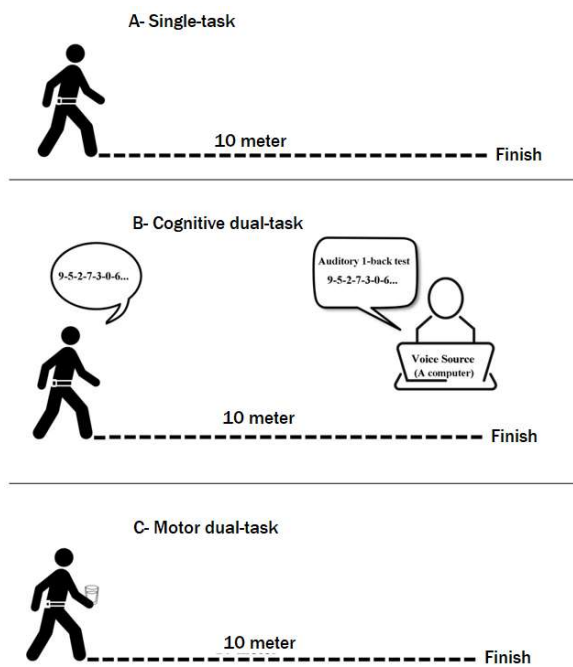 A- Single-task
10 meter
Finish
B- Cognitive dual-task
9-5-2-7-3-0-6...
Auditory 1-back test
9-5-2-7-3-0-6...
Voice Source
(A computer)
10 meter
Finish
C- Motor dual-task
10 meter
Finish